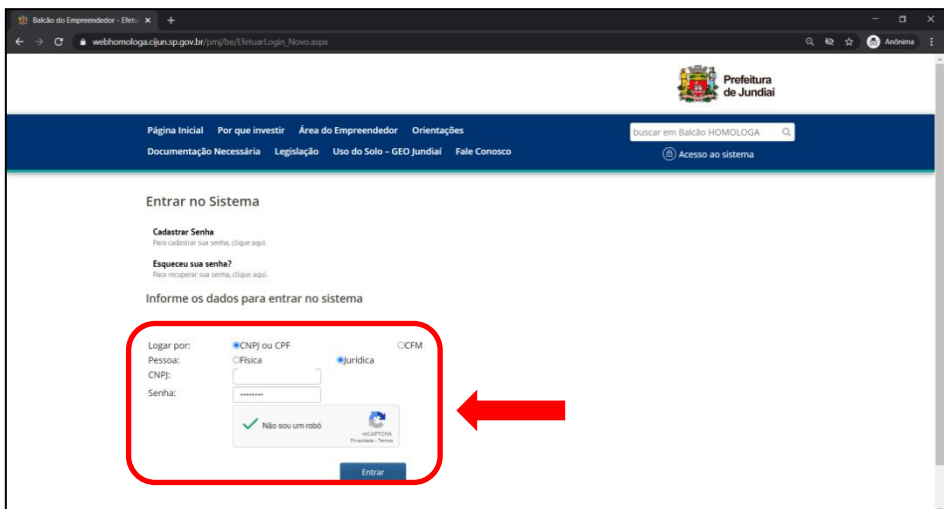 Balcão do Empreendedor - Efetu
webhomologa.cijun.sp.gov.br/pmj/be/EfetuarLogin_Novo.aspx
Anônima
Prefeitura
de Jundiaí
Página Inicial Por que investir Área do Empreendedor Orientações
buscar em Balcão HOMOLOGA
Documentação Necessária Legislação Uso do Solo – GEO Jundiaí Fale Conosco
Acesso ao sistema
Entrar no Sistema
Cadastrar Senha
Para cadastrar sua senha, clique aqui.
Esqueceu sua senha?
Para recuperar sua senha, clique aqui.
Informe os dados para entrar no sistema
Logar por: CNPJ ou CPF CFM
Pessoa: Física Jurídica
CNPJ:
Senha: ••••••••
Não sou um robô
reCAPTCHA
Privacidade - Termos
Entrar